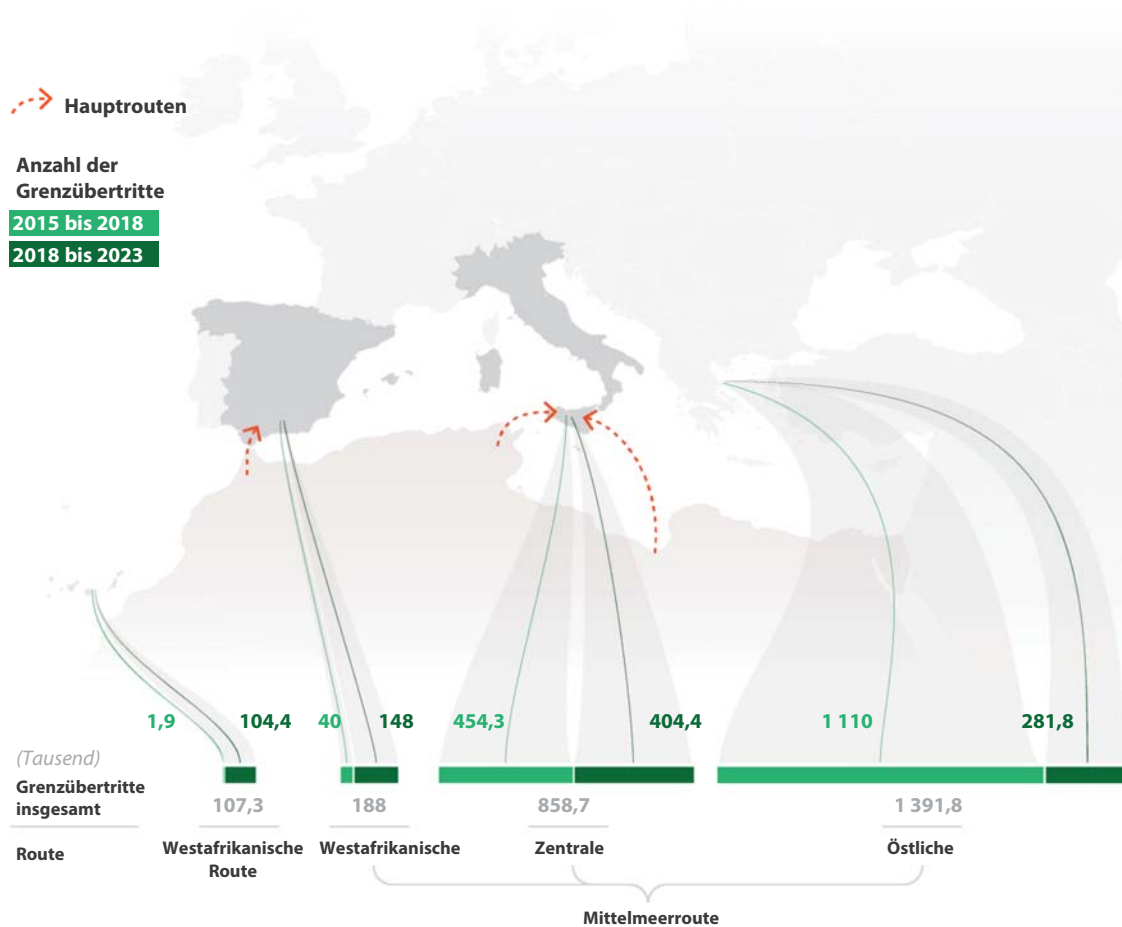 Hauptrouten
Anzahl der
Grenzübertritte
2015 bis 2018
2018 bis 2023
1,9
104,4
40
148
454,3
404,4
1 110
281,8
(Tausend)
Grenzübertritte
insgesamt
107,3
188
858,7
1 391,8
Route
Westafrikanische
Route
Westafrikanische
Zentrale
Östliche
Mittelmeerroute